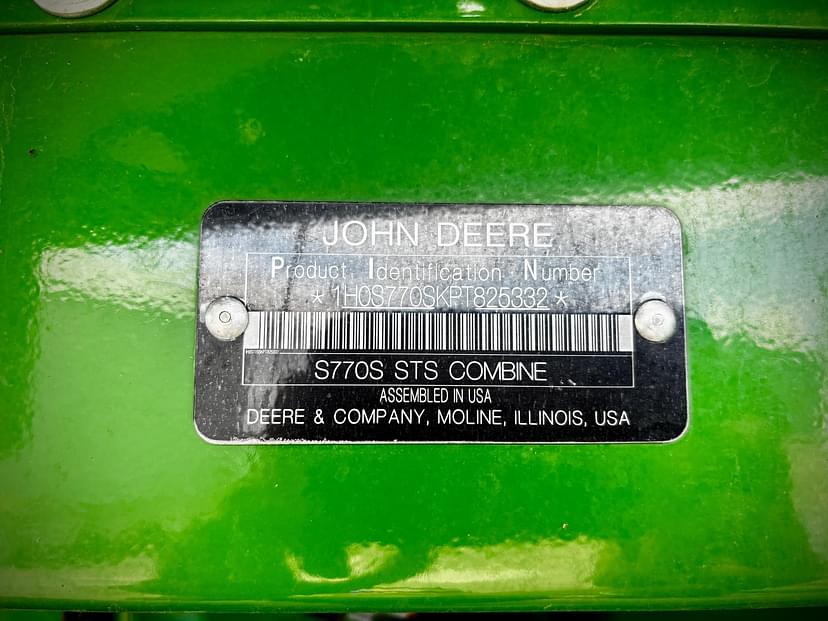 JOHN DEERE
Product Identification Number
*1H0S770SKPT825332*
S770S STS COMBINE
ASSEMBLED IN USA
DEERE & COMPANY, MOLINE, ILLINOIS, USA